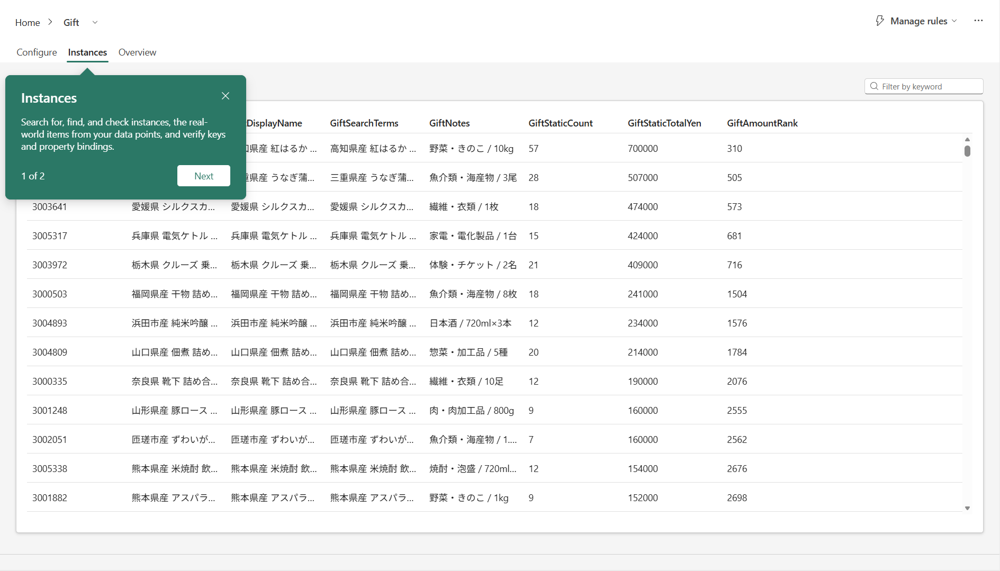 Home > Gift
Manage rules
Configure Instances Overview
Instances
Search for, find, and check instances, the real-
world items from your data points, and verify keys
and property bindings.
1 of 2
Next
Filter by keyword
DisplayName GiftSearchTerms GiftNotes GiftStaticCount GiftStaticTotalYen GiftAmountRank
県産 紅はるか ... 高知県産 紅はるか ... 野菜・きのこ / 10kg 57 700000 310
県産 うなぎ蒲... 三重県産 うなぎ蒲... 魚介類・海産物 / 3尾 28 507000 505
3003641 愛媛県 シルクスカ... 愛媛県 シルクスカ... 愛媛県 シルクスカ... 繊維・衣類 / 1枚 18 474000 573
3005317 兵庫県 電気ケトル ... 兵庫県 電気ケトル ... 兵庫県 電気ケトル ... 家電・電化製品 / 1台 15 424000 681
3003972 栃木県 クルーズ 乗... 栃木県 クルーズ 乗... 栃木県 クルーズ 乗... 体験・チケット / 2名 21 409000 716
3000503 福岡県産 干物 詰め... 福岡県産 干物 詰め... 福岡県産 干物 詰め... 魚介類・海産物 / 8枚 18 241000 1504
3004893 浜田市産 純米吟醸 ... 浜田市産 純米吟醸 ... 浜田市産 純米吟醸 ... 日本酒 / 720ml×3本 12 234000 1576
3004809 山口県産 佃煮 詰め... 山口県産 佃煮 詰め... 山口県産 佃煮 詰め... 惣菜・加工品 / 5種 20 214000 1784
3000335 奈良県 靴下 詰め合... 奈良県 靴下 詰め合... 奈良県 靴下 詰め合... 繊維・衣類 / 10足 12 190000 2076
3001248 山形県産 豚ロース ... 山形県産 豚ロース ... 山形県産 豚ロース ... 肉・肉加工品 / 800g 9 160000 2555
3002051 匝瑳市産 ずわいが... 匝瑳市産 ずわいが... 匝瑳市産 ずわいが... 魚介類・海産物 / 1.... 7 160000 2562
3005338 熊本県産 米焼酎 飲... 熊本県産 米焼酎 飲... 熊本県産 米焼酎 飲... 焼酎・泡盛 / 720ml... 12 154000 2676
3001882 熊本県産 アスパラ... 熊本県産 アスパラ... 熊本県産 アスパラ... 野菜・きのこ / 1kg 9 152000 2698